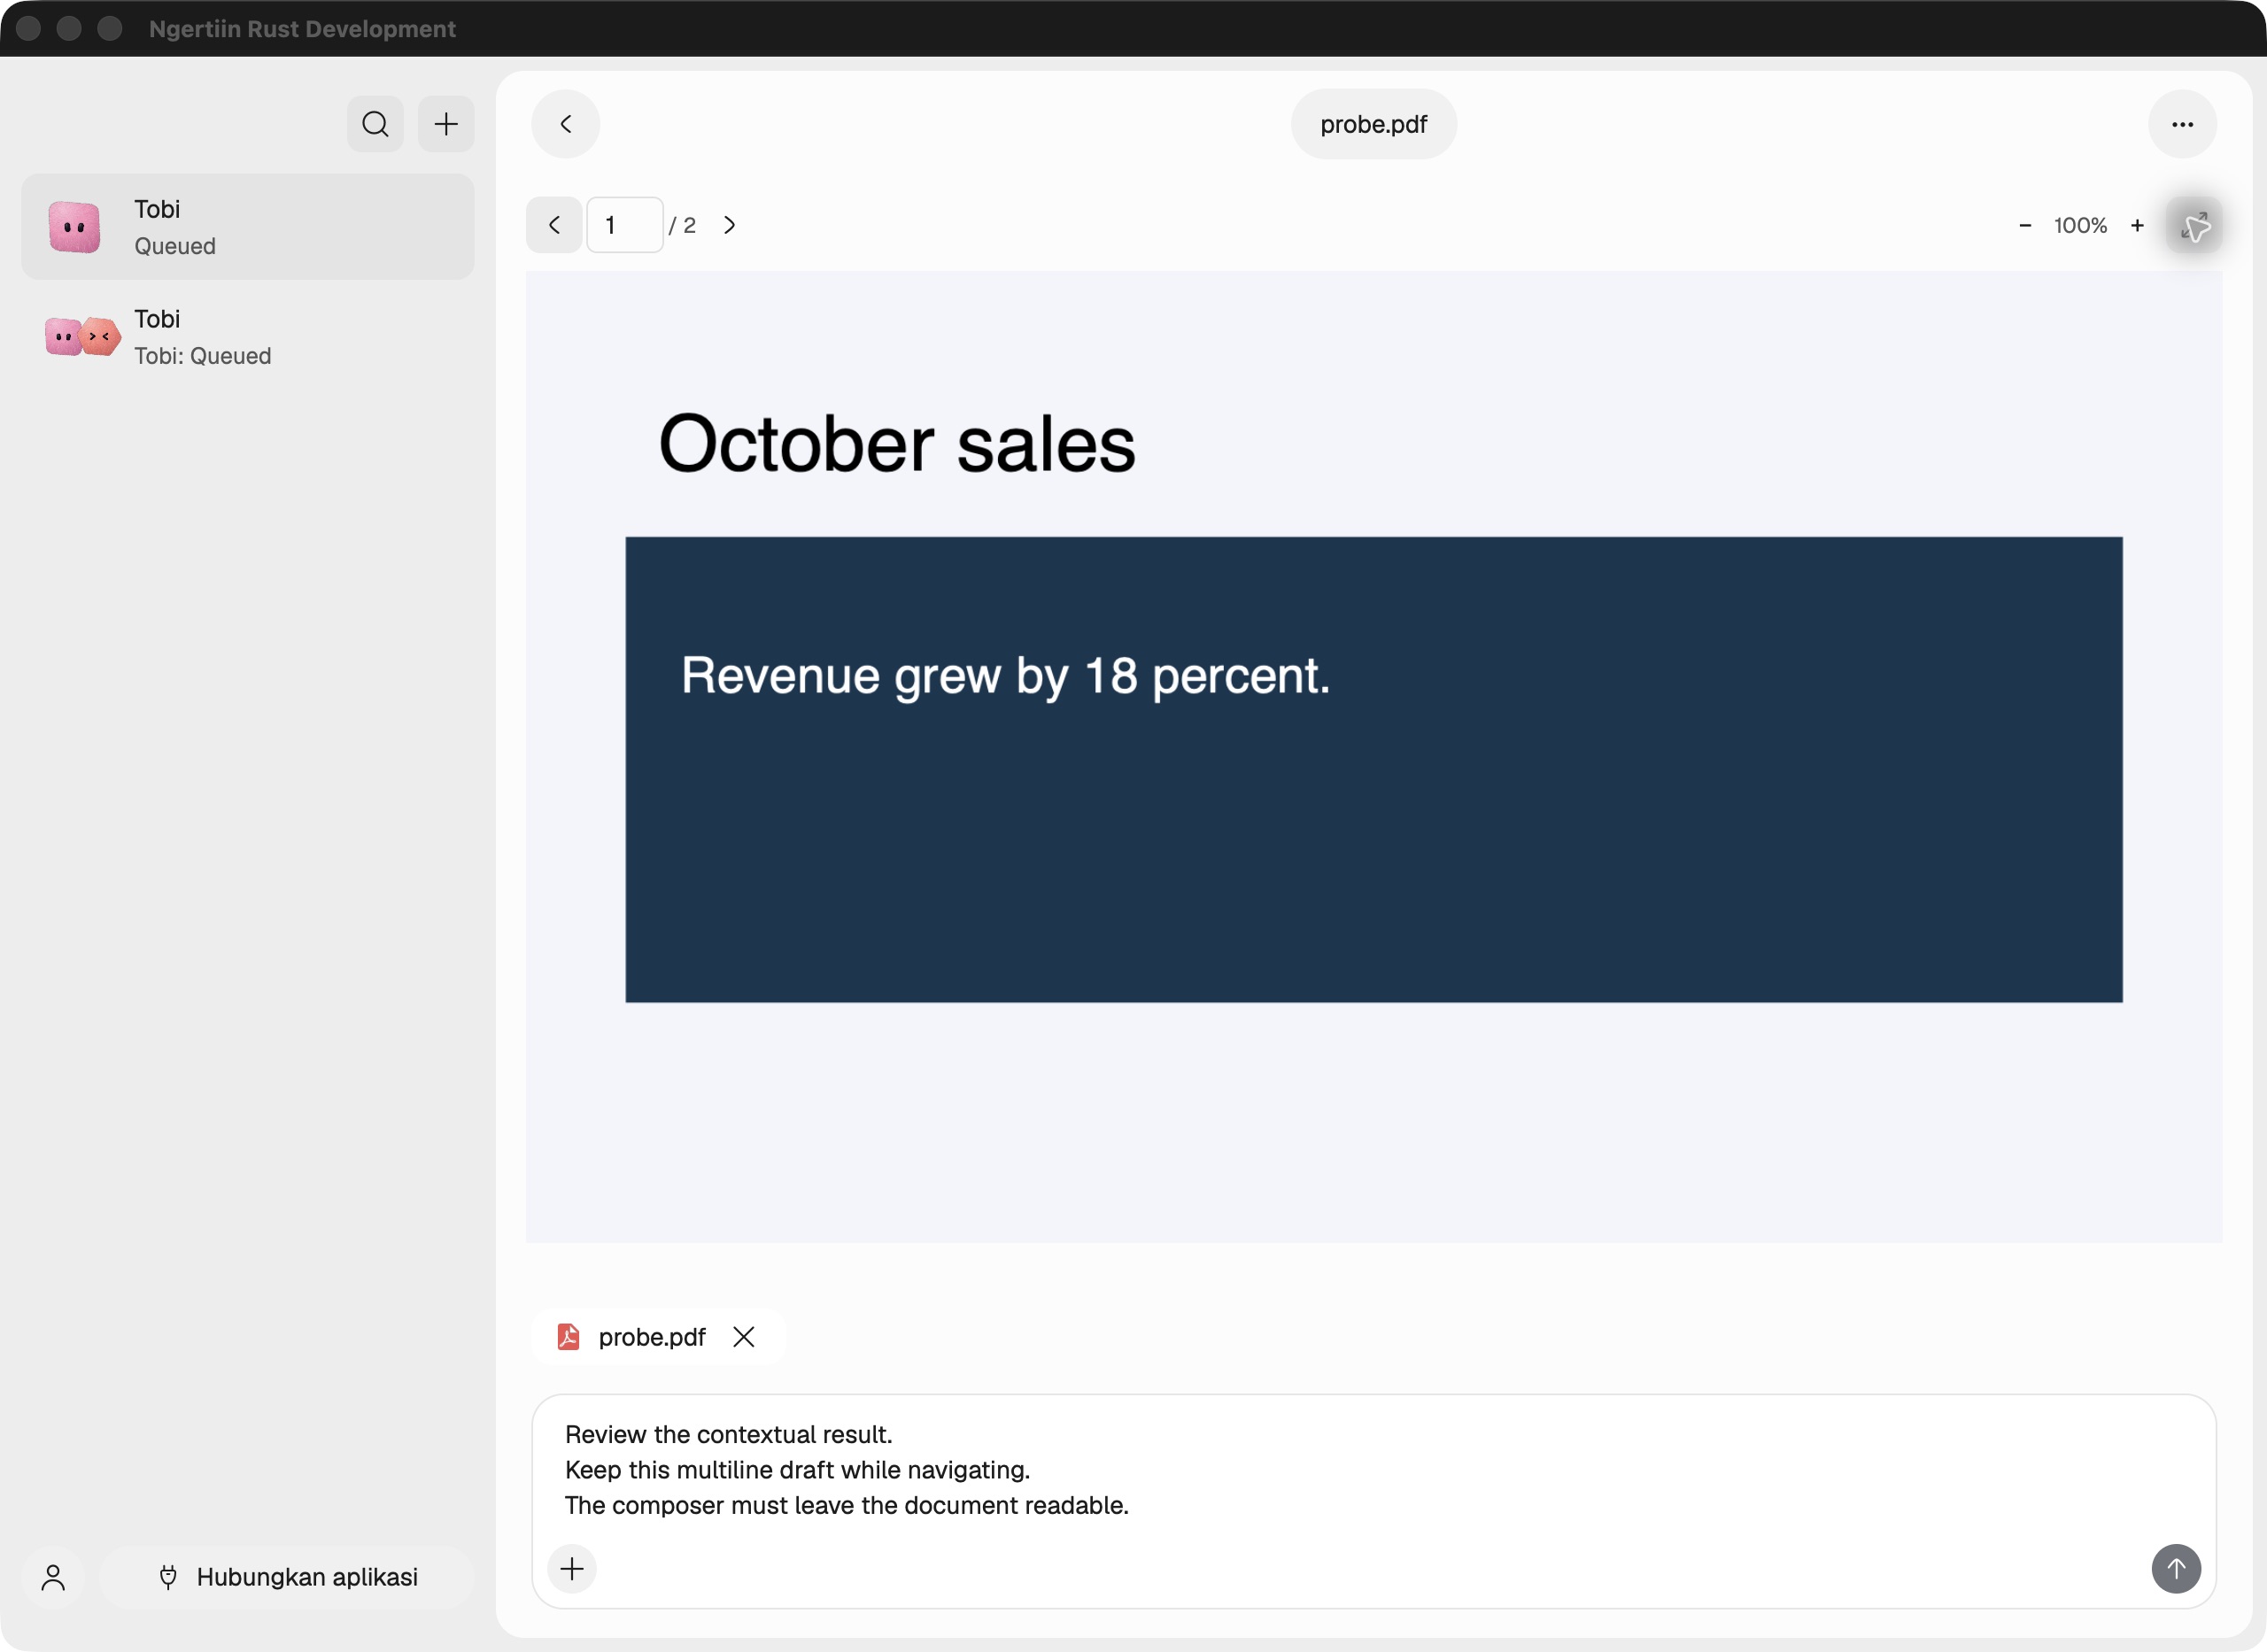 Ngertiin Rust Development
Tobi
Queued
Tobi
Tobi: Queued
Hubungkan aplikasi
probe.pdf
1 / 2
100%
October sales
Revenue grew by 18 percent.
probe.pdf
Review the contextual result.
Keep this multiline draft while navigating.
The composer must leave the document readable.